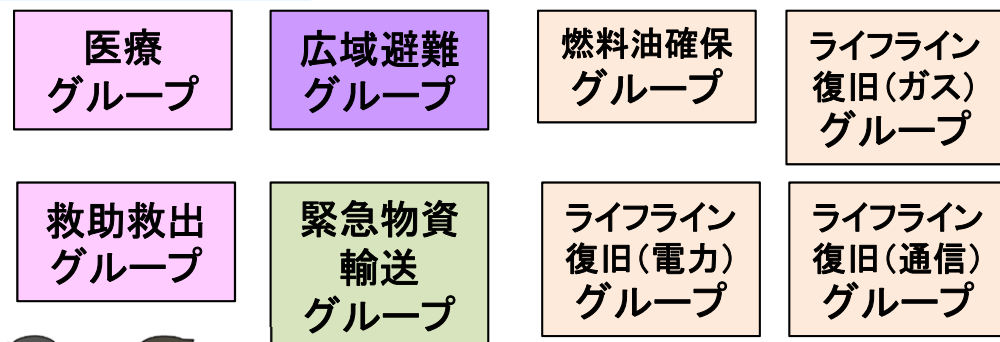 医療
グループ
広域避難
グループ
燃料油確保
グループ
ライフライン
復旧（ガス）
グループ
救助救出
グループ
緊急物資
輸送
グループ
ライフライン
復旧（電力）
グループ
ライフライン
復旧（通信）
グループ